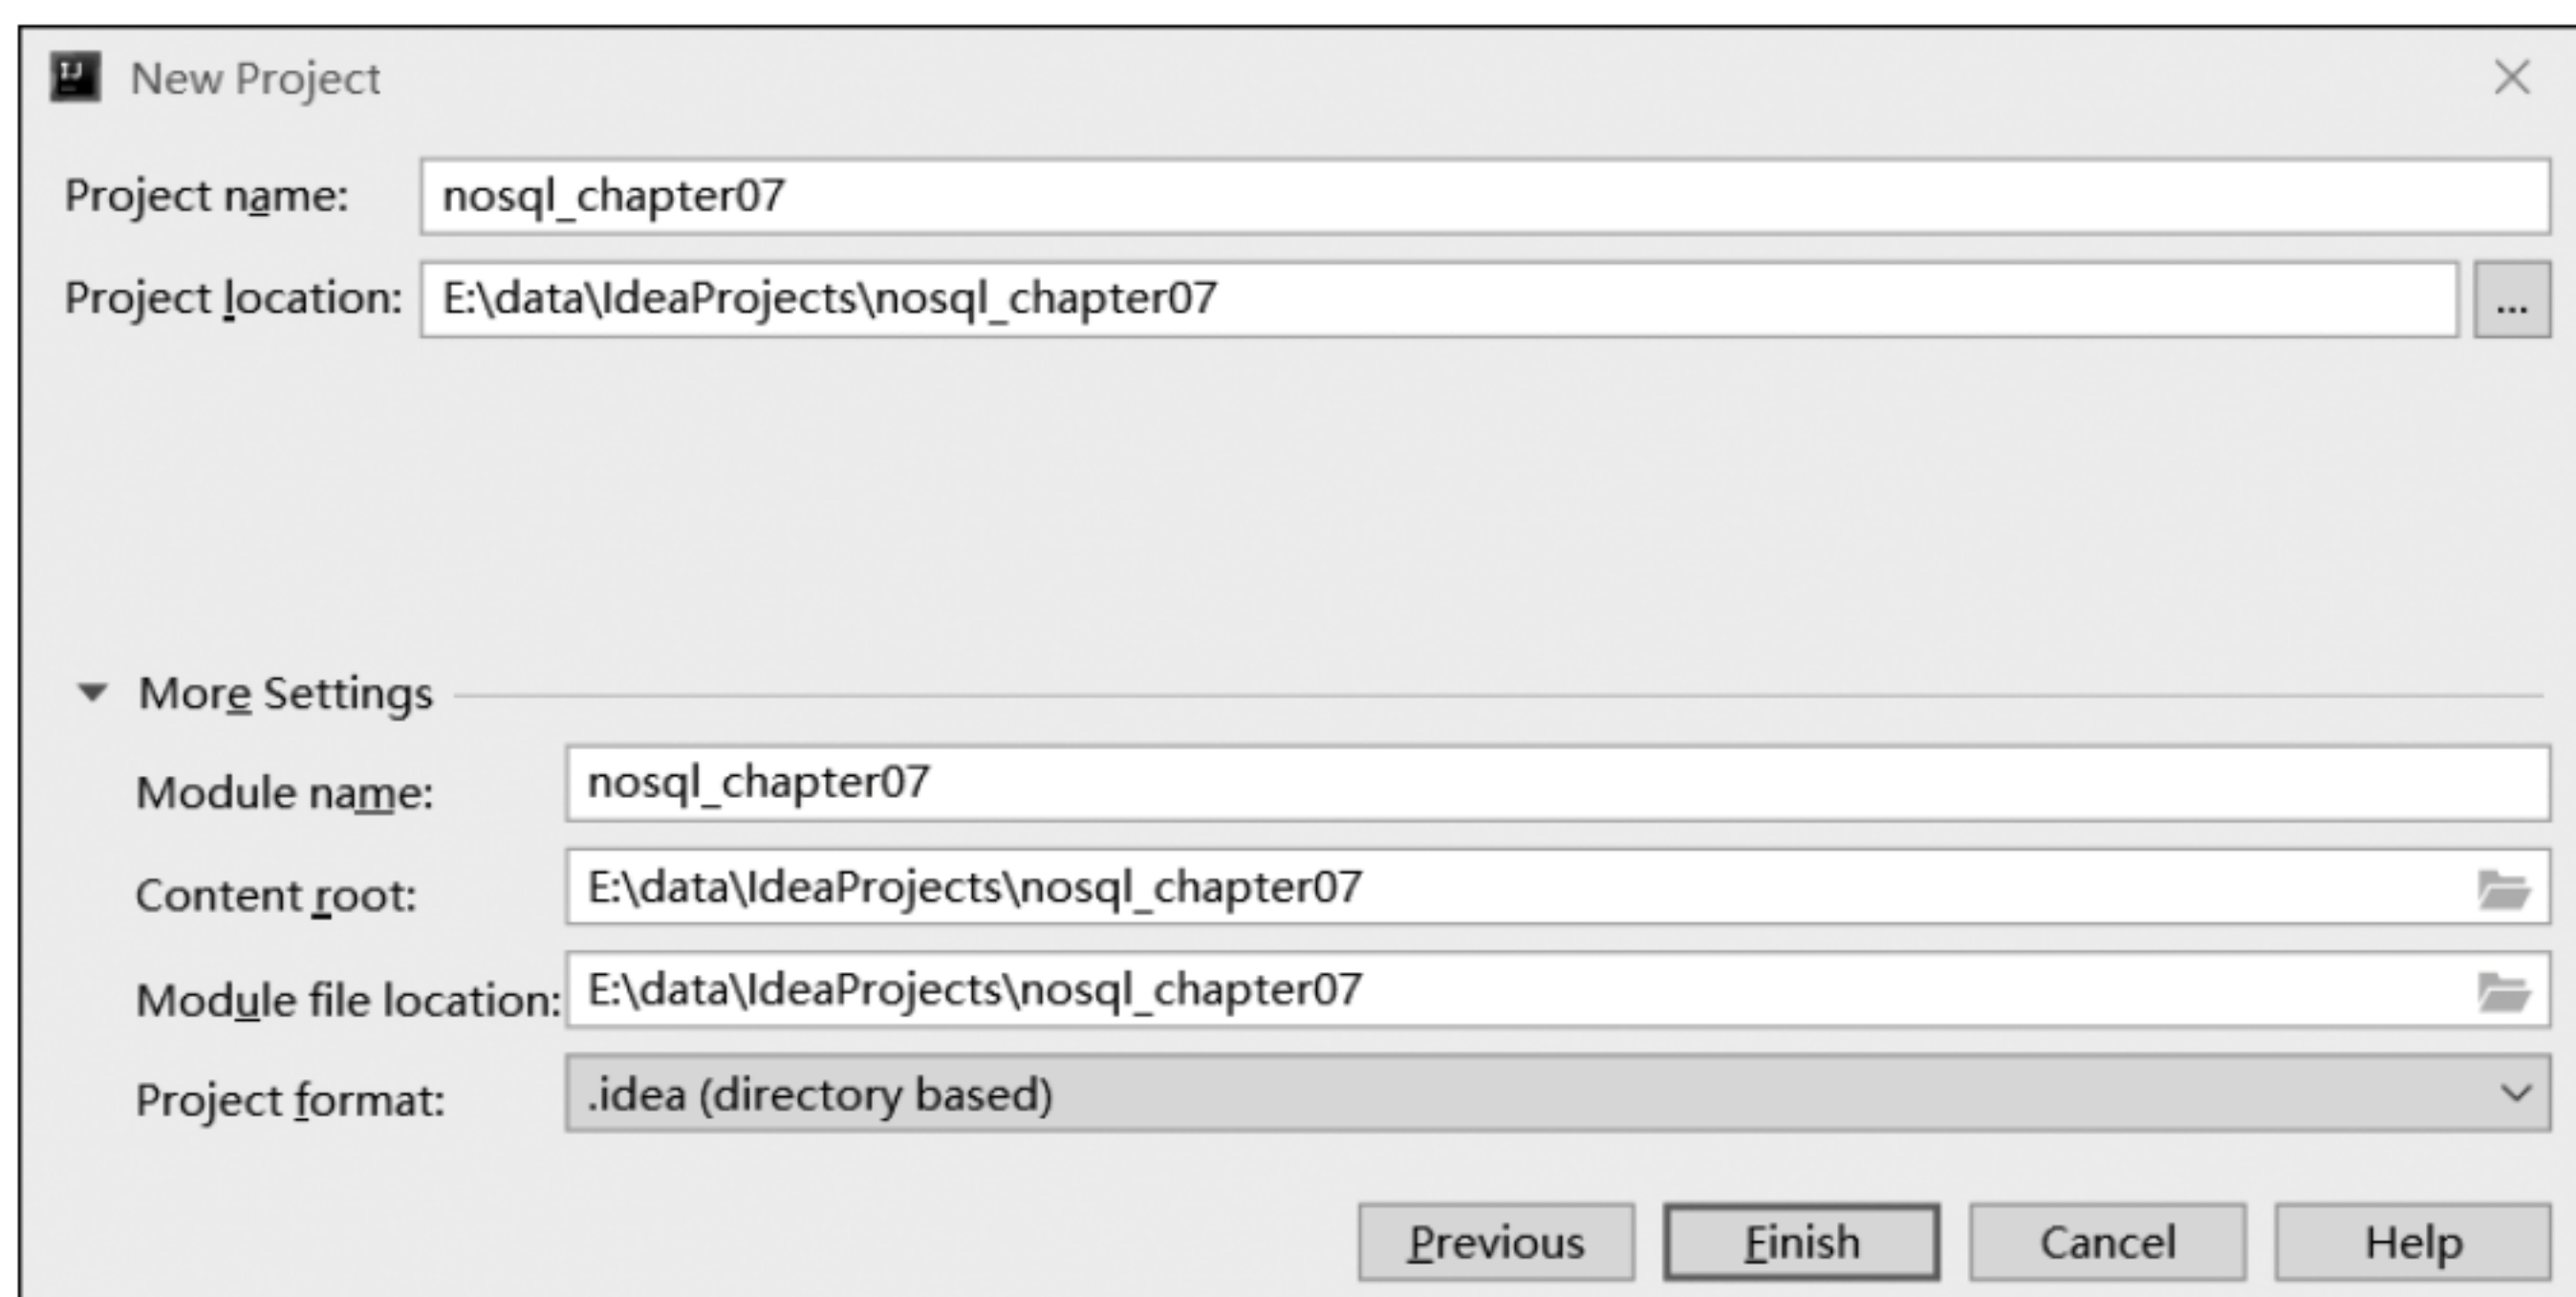 New Project
Project name: nosql_chapter07
Project location: E:\data\IdeaProjects\nosql_chapter07 ...
More Settings
Module name: nosql_chapter07
Content root: E:\data\IdeaProjects\nosql_chapter07
Module file location: E:\data\IdeaProjects\nosql_chapter07
Project format: .idea (directory based)
Previous Finish Cancel Help